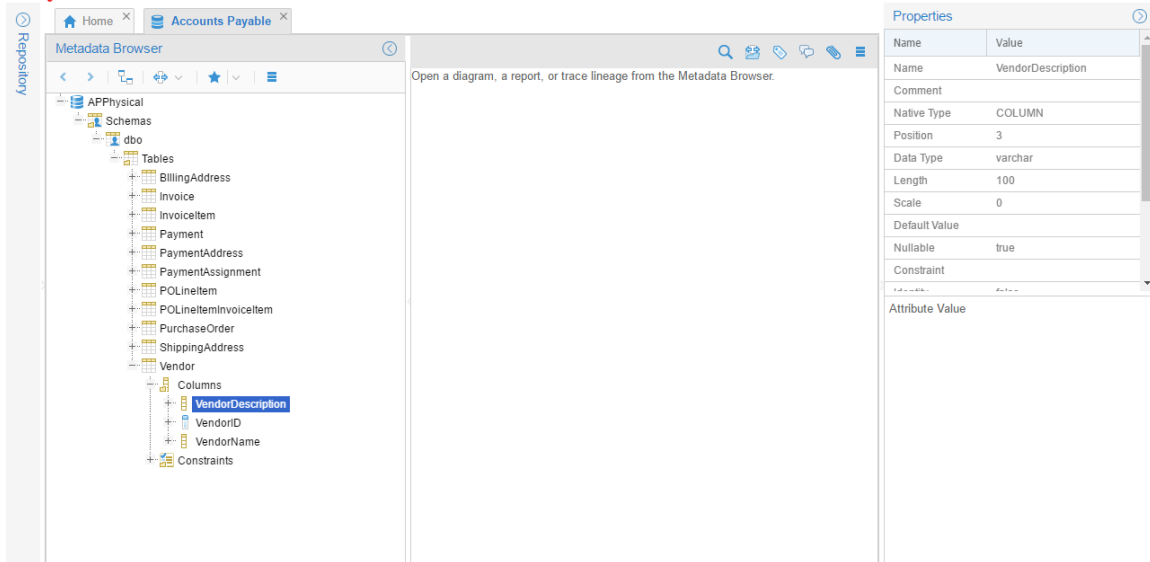 Repository
Home
Accounts Payable
Metadata Browser
APPhysical
Schemas
dbo
Tables
BIllingAddress
Invoice
InvoiceItem
Payment
PaymentAddress
PaymentAssignment
POLineItem
POLineItemInvoiceItem
PurchaseOrder
ShippingAddress
Vendor
Columns
VendorDescription
VendorID
VendorName
Constraints
Open a diagram, a report, or trace lineage from the Metadata Browser.
Properties
Name Value
Name VendorDescription
Comment
Native Type COLUMN
Position 3
Data Type varchar
Length 100
Scale 0
Default Value
Nullable true
Constraint
Identity false
Attribute Value